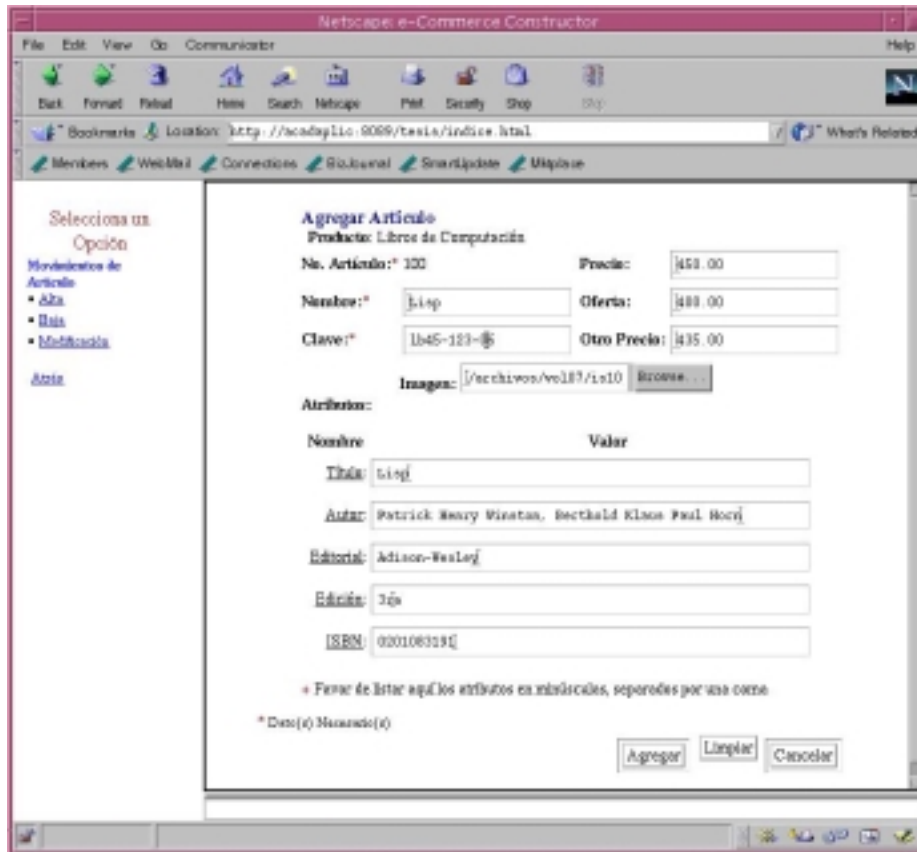 Netscape: e-Commerce Constructor
File Edit View Go Communicator Help
Back Forward Reload Home Search Netscape Print Security Shop Stop
Bookmarks Location: http://acadaplic:8089/tesis/indice.html What's Related
Members WebMail Connections BizJournal SmartUpdate Mktplace
Selecciona un
Opción
Movimientos de
Artículo
Alta
Baja
Modificación
Atrás
Agregar Artículo
Producto: Libros de Computación
No. Artículo:* 100 Precio: 450.00
Nombre:* Lisp Oferta: 400.00
Clave:* lb45-123- Otro Precio: 435.00
Imagen: /archivos/vol07/is10 Browse...
Atributos:
Nombre Valor
Título: Lisp
Autor: Patrick Henry Winston, Berthold Klaus Paul Horn
Editorial: Adison-Wesley
Edición: 3ra
ISBN: 0201083191
+ Favor de listar aquí los atributos en minúsculas, separados por una coma
* Dato(s) Necesario(s)
Agregar Limpiar Cancelar